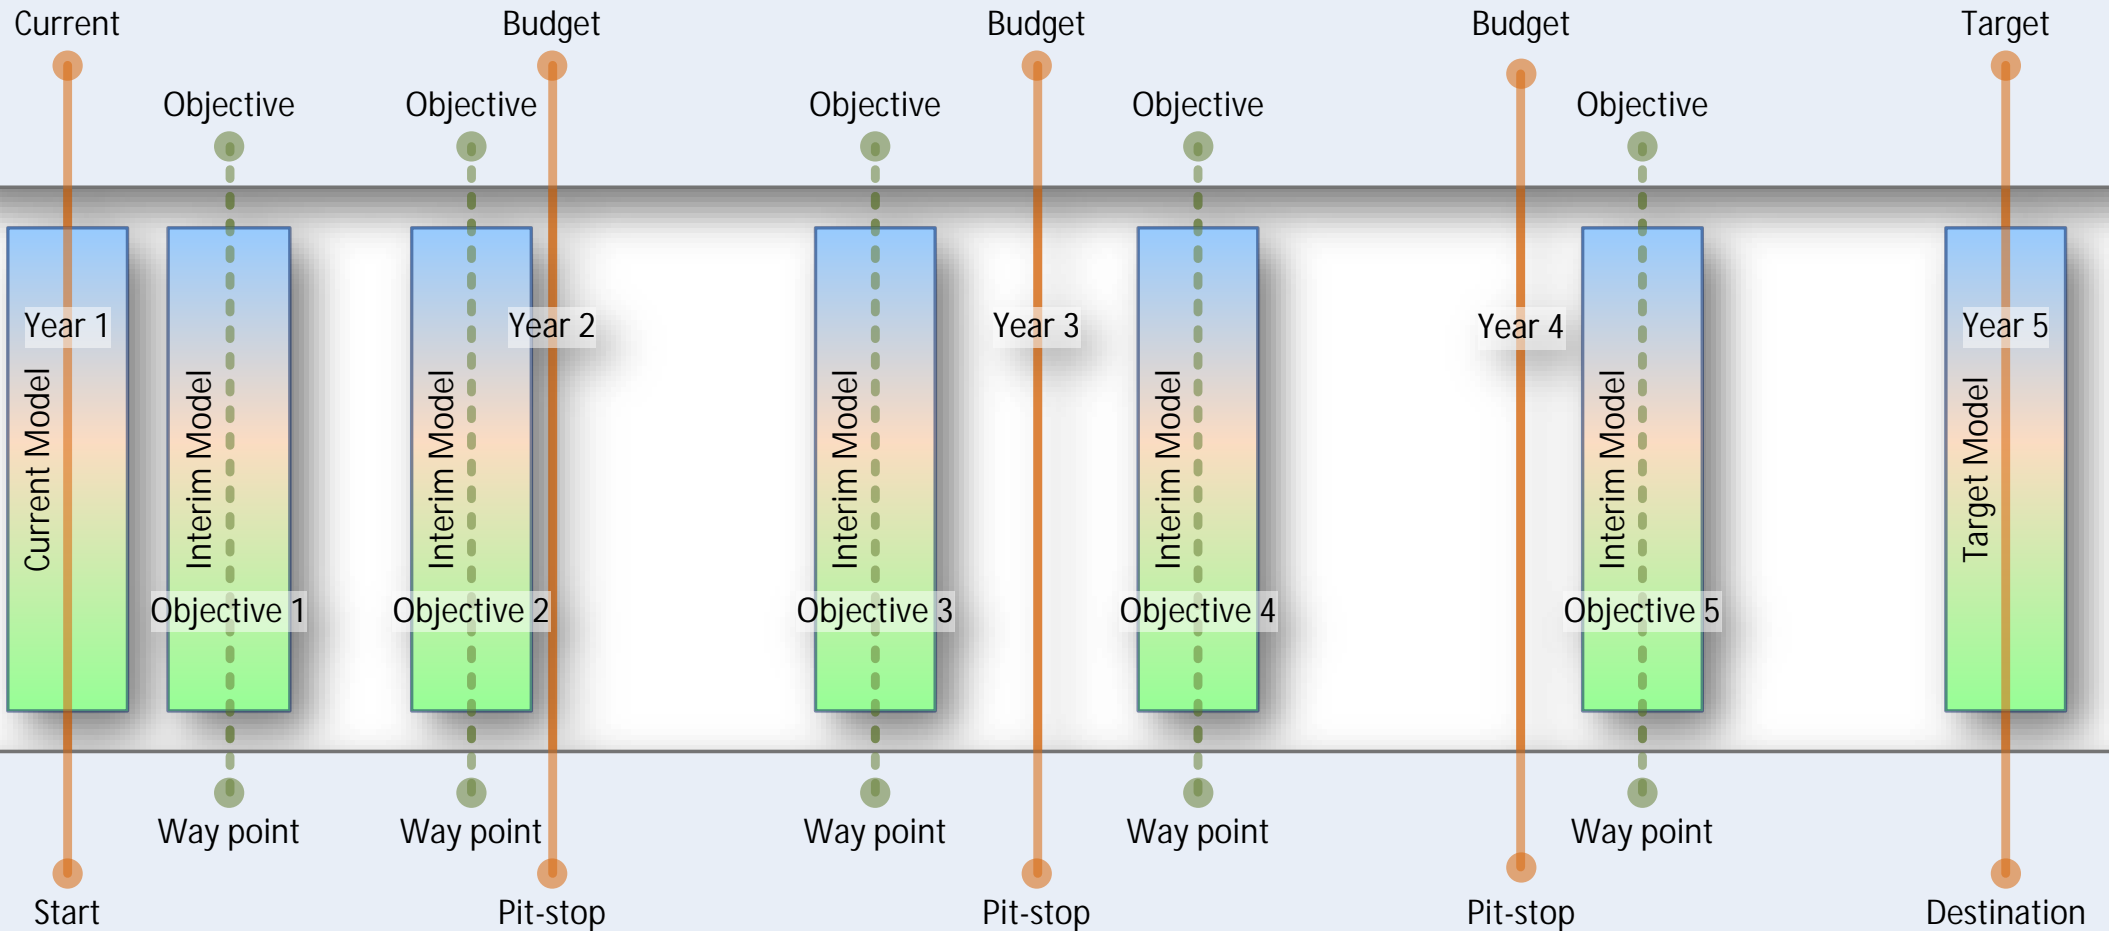 Current
Budget
Budget
Budget
Target
Objective
Objective
Objective
Objective
Objective
Year 1
Year 2
Year 3
Year 4
Year 5
Current Model
Interim Model
Interim Model
Interim Model
Interim Model
Interim Model
Target Model
Objective 1
Objective 2
Objective 3
Objective 4
Objective 5
Way point
Way point
Way point
Way point
Way point
Start
Pit-stop
Pit-stop
Pit-stop
Destination